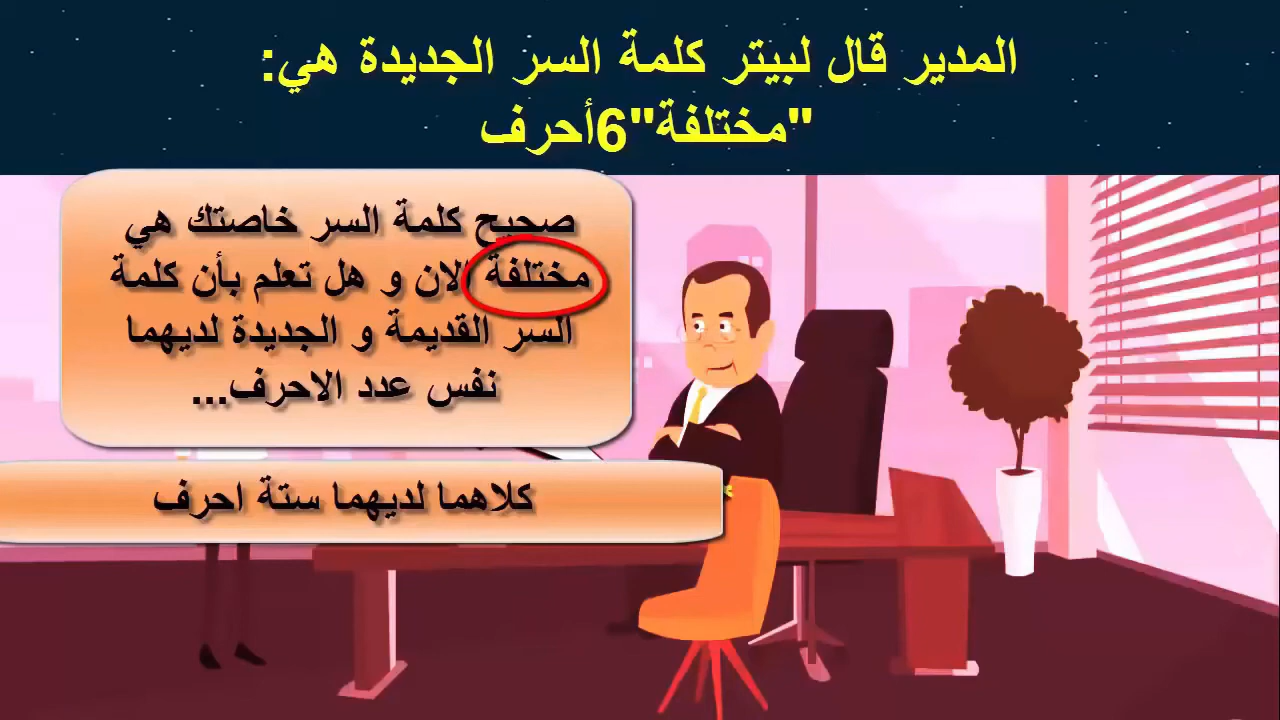 المدير قال لبيتر كلمة السر الجديدة هي:
"مختلفة"6أحرف
صحيح كلمة السر خاصتك هي
مختلفة الان و هل تعلم بأن كلمة
السر القديمة و الجديدة لديهما
نفس عدد الاحرف...
كلاهما لديهما ستة احرف